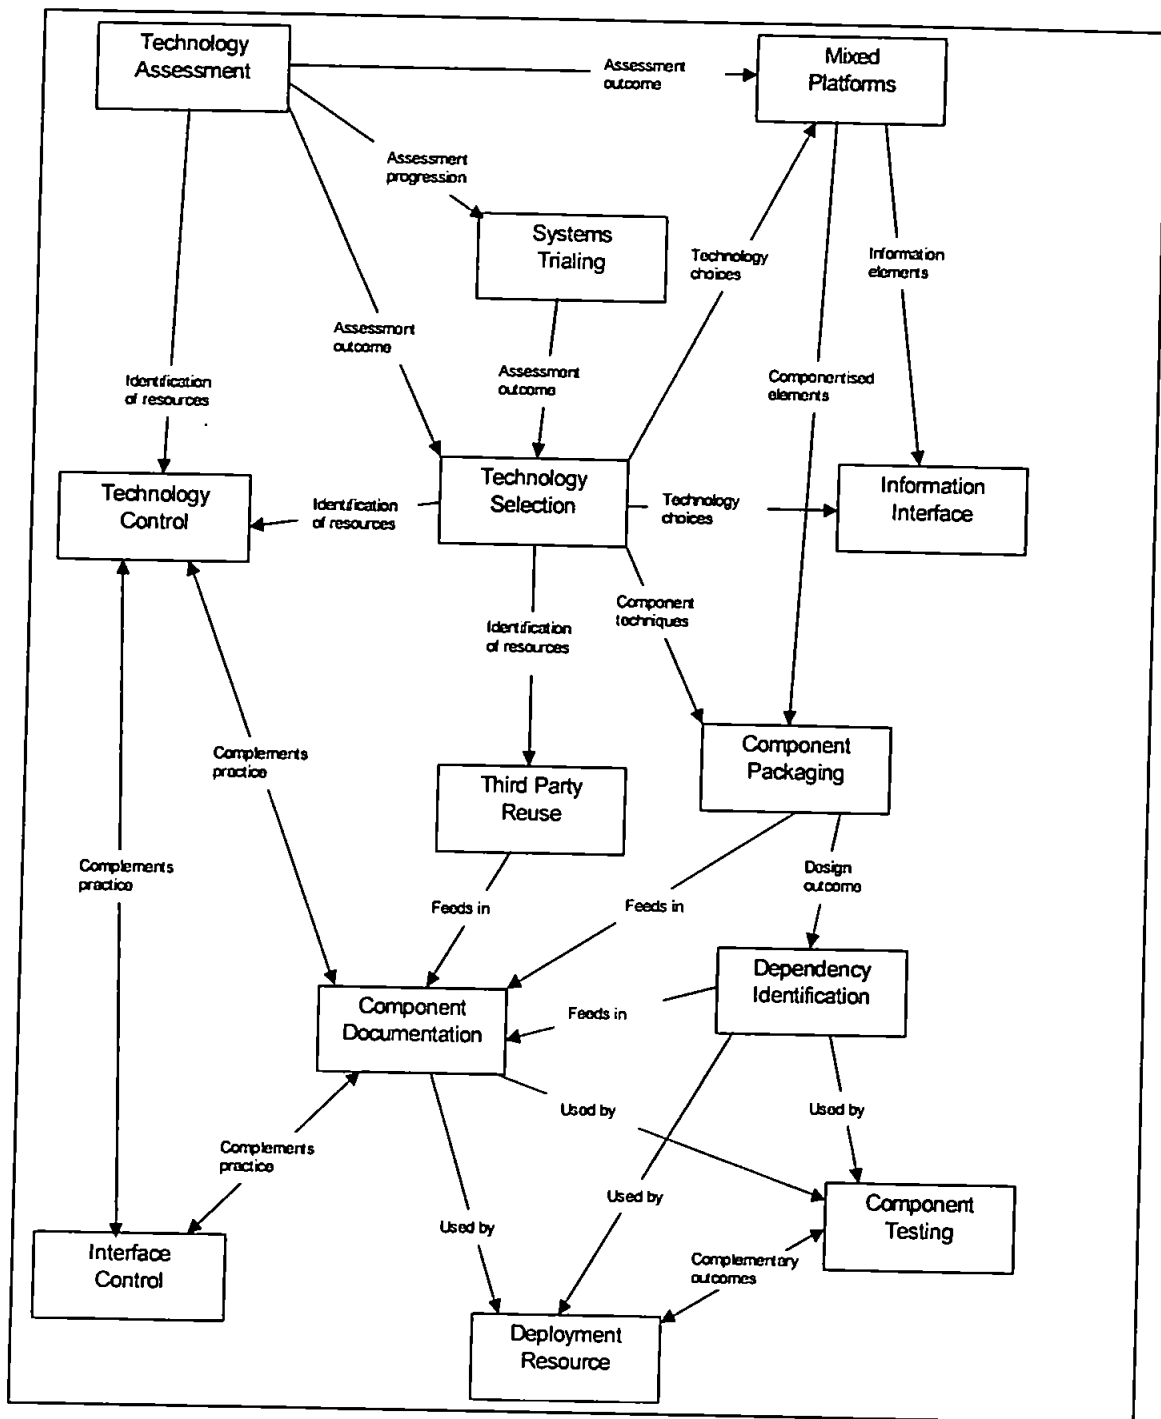 Technology
Assessment
Assessment
outcome
Mixed
Platforms
Assessment
progression
Systems
Trialing
Technology
choices
Information
elements
Assessment
outcome
Assessment
outcome
Componentised
elements
Identification
of resources
Technology
Control
Identification
of resources
Technology
Selection
Technology
choices
Information
Interface
Component
techniques
Identification
of resources
Component
Packaging
Complements
practice
Third Party
Reuse
Complements
practice
Design
outcome
Feeds in
Feeds in
Dependency
Identification
Component
Documentation
Feeds in
Used by
Used by
Complements
practice
Used by
Used by
Component
Testing
Interface
Control
Complementary
outcomes
Deployment
Resource